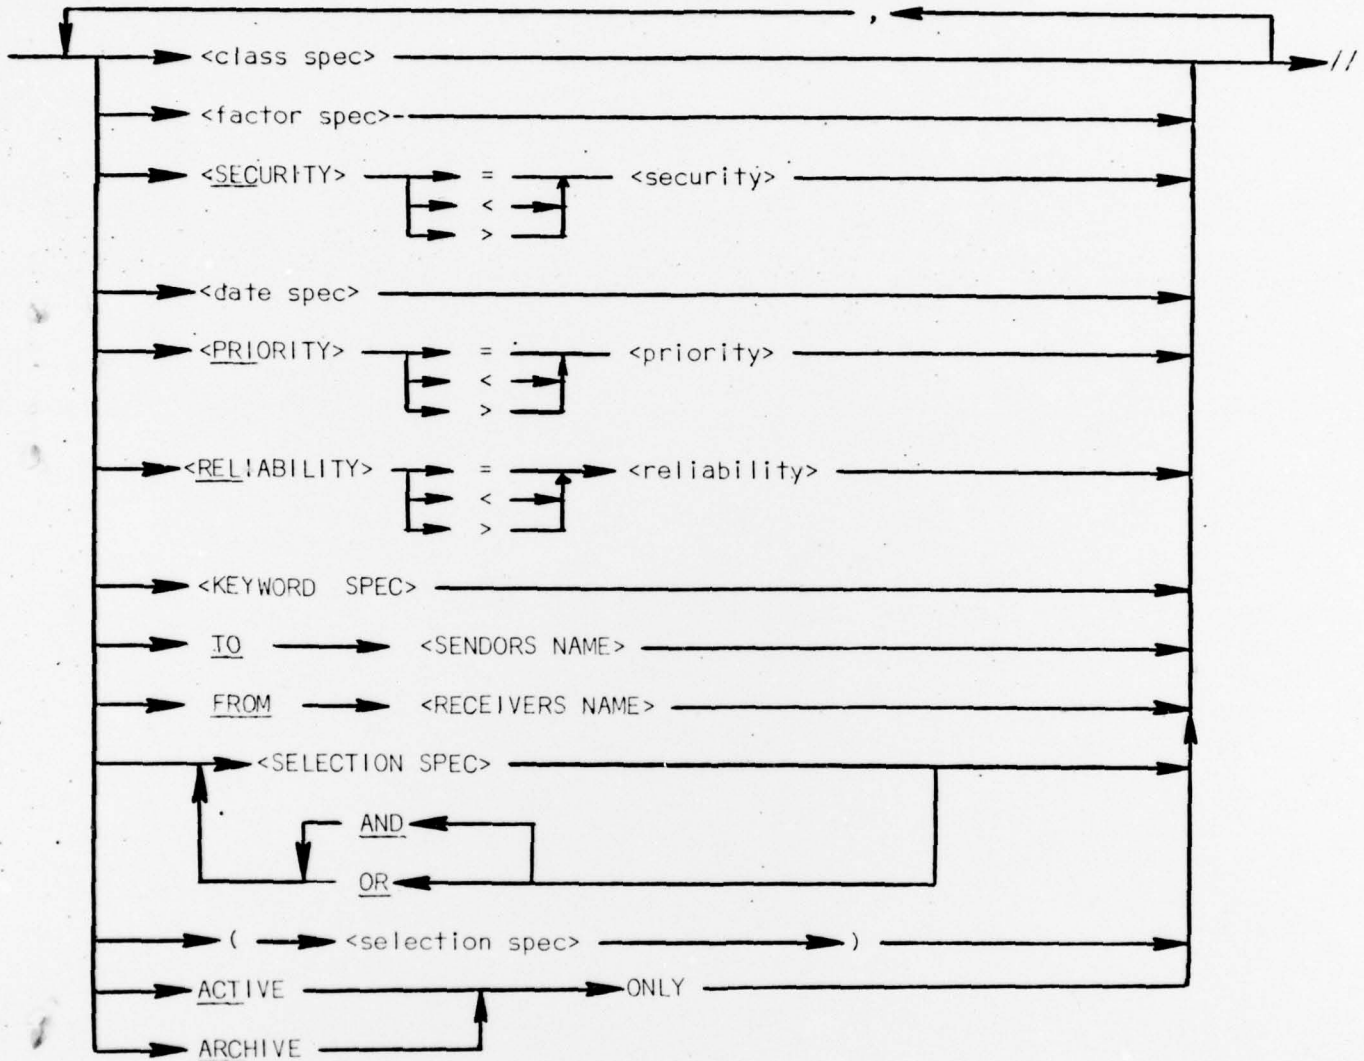 ,
<class spec> //
<factor spec>
<SECURITY> = <security>
<
>
<date spec>
<PRIORITY> = <priority>
<
>
<RELIABILITY> = <reliability>
<
>
<KEYWORD SPEC>
TO <SENDORS NAME>
FROM <RECEIVERS NAME>
<SELECTION SPEC>
AND
OR
( <selection spec> )
ACTIVE ONLY
ARCHIVE